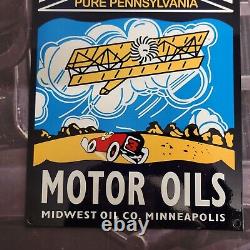 PURE PENNSYLVANIA
MOTOR OILS
MIDWEST OIL CO. MINNEAPOLIS